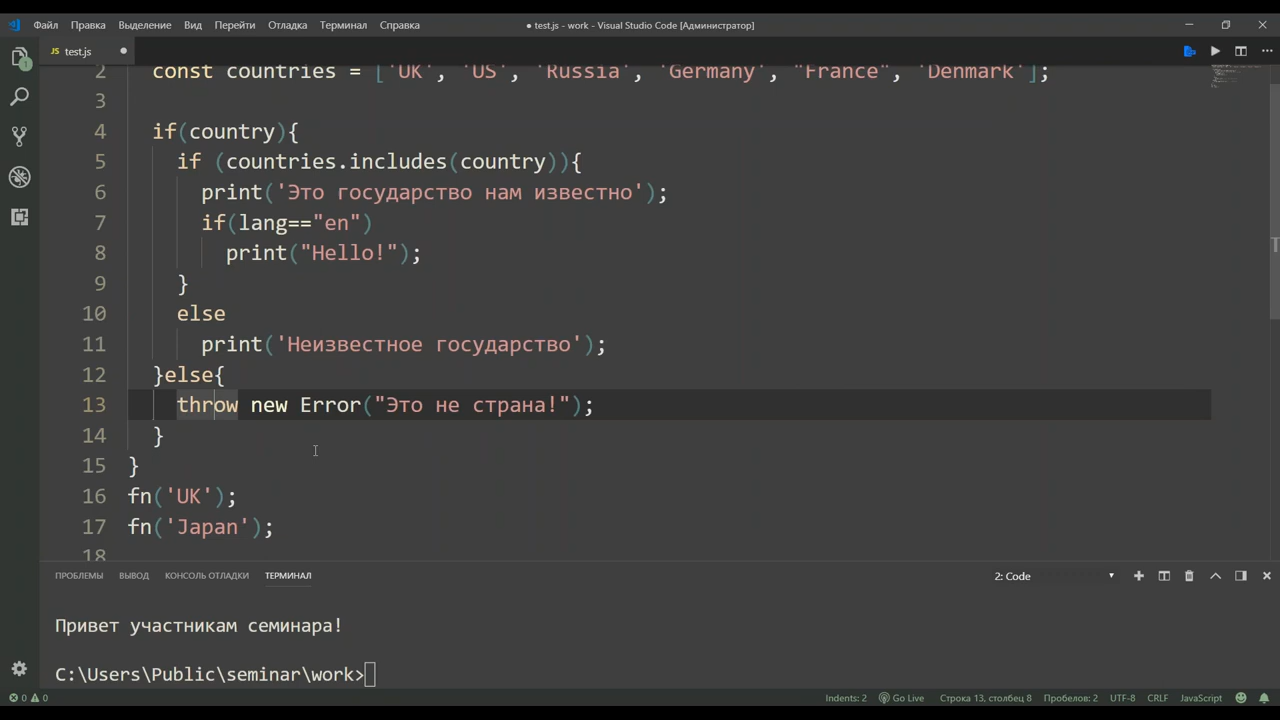 Файл Правка Выделение Вид Перейти Отладка Терминал Справка ● test.js - work - Visual Studio Code [Администратор]
JS test.js
2 const countries = ['UK', 'US', 'Russia', 'Germany', "France", 'Denmark'];
3
4 if(country){
5 if (countries.includes(country)){
6 print('Это государство нам известно');
7 if(lang=="en")
8 print("Hello!");
9 }
10 else
11 print('Неизвестное государство');
12 }else{
13 throw new Error("Это не страна!");
14 }
15 }
16 fn('UK');
17 fn('Japan');
18
ПРОБЛЕМЫ ВЫВОД КОНСОЛЬ ОТЛАДКИ ТЕРМИНАЛ 2: Code
Привет участникам семинара!
C:\Users\Public\seminar\work>
0 0 Indents: 2 Go Live Строка 13, столбец 8 Пробелов: 2 UTF-8 CRLF JavaScript